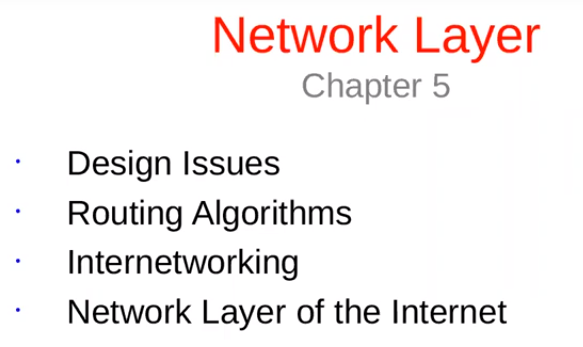 Network Layer
Chapter 5
· Design Issues
· Routing Algorithms
· Internetworking
· Network Layer of the Internet